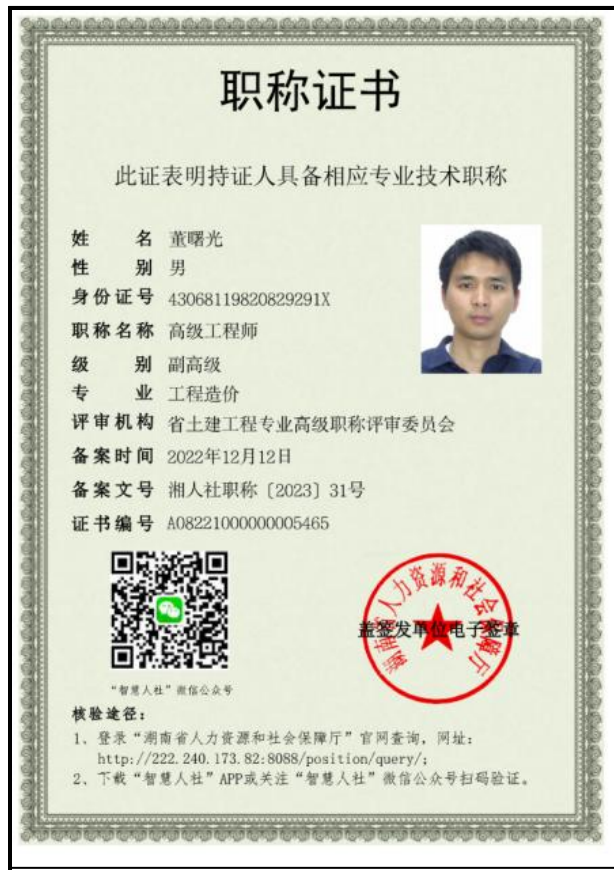 职称证书
此证表明持证人具备相应专业技术职称
姓 名 董曙光
性 别 男
身份证号 43068119820829291X
职称名称 高级工程师
级 别 副高级
专 业 工程造价
评审机构 省土建工程专业高级职称评审委员会
备案时间 2022年12月12日
备案文号 湘人社职称〔2023〕31号
证书编号 A08221000000005465
湖南省人力资源和社会保障厅
盖签发单位电子签章
“智慧人社”微信公众号
核验途径:
1、登录“湖南省人力资源和社会保障厅”官网查询, 网址:
http://222.240.173.82:8088/position/query/;
2、下载“智慧人社”APP或关注“智慧人社”微信公众号扫码验证。